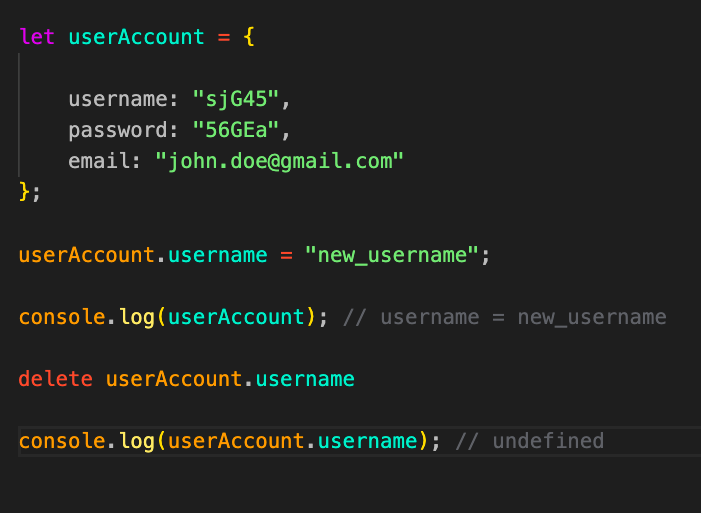 let userAccount = {
username: "sjG45",
password: "56GEa",
email: "john.doe@gmail.com"
};
userAccount.username = "new_username";
console.log(userAccount); // username = new_username
delete userAccount.username
console.log(userAccount.username); // undefined